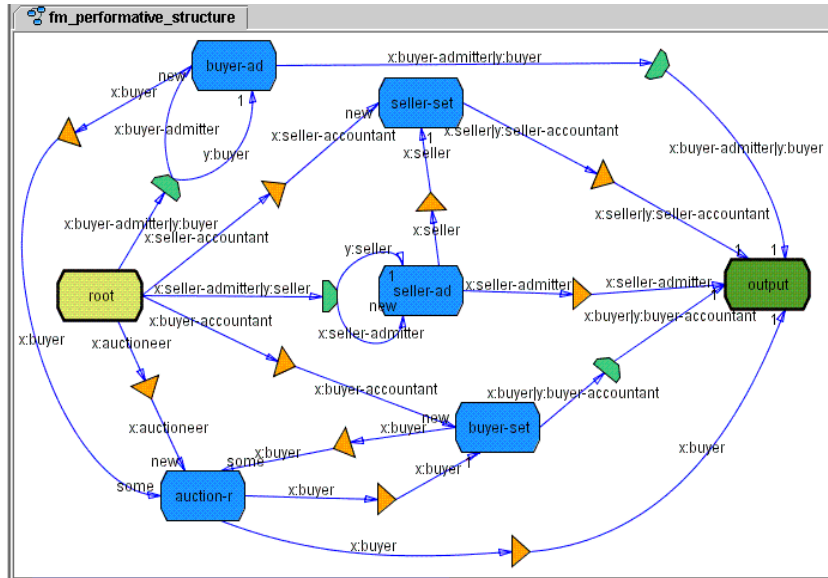 fm_performative_structure
x:buyer-admitter|y:buyer
new
buyer-ad
x:buyer
1
x:buyer-admitter
seller-set
new
x:seller-accountant
x:seller|y:seller-accountant
1
y:buyer
x:seller
x:buyer-admitter|y:buyer
x:buyer-admitter|y:buyer
x:seller-accountant
x:seller
x:seller|y:seller-accountant
y:seller
1
1
1
root
x:seller-admitter|y:seller
seller-ad
x:seller-admitter
x:seller-admitter
output
1
new
1
x:buyer-accountant
x:seller-admitter
x:buyer|y:buyer-accountant
1
x:buyer
x:auctioneer
x:buyer-accountant
x:buyer|y:buyer-accountant
x:auctioneer
new
buyer-set
x:buyer
x:buyer
new
some
x:buyer
1
x:buyer
some
auction-r
x:buyer
x:buyer